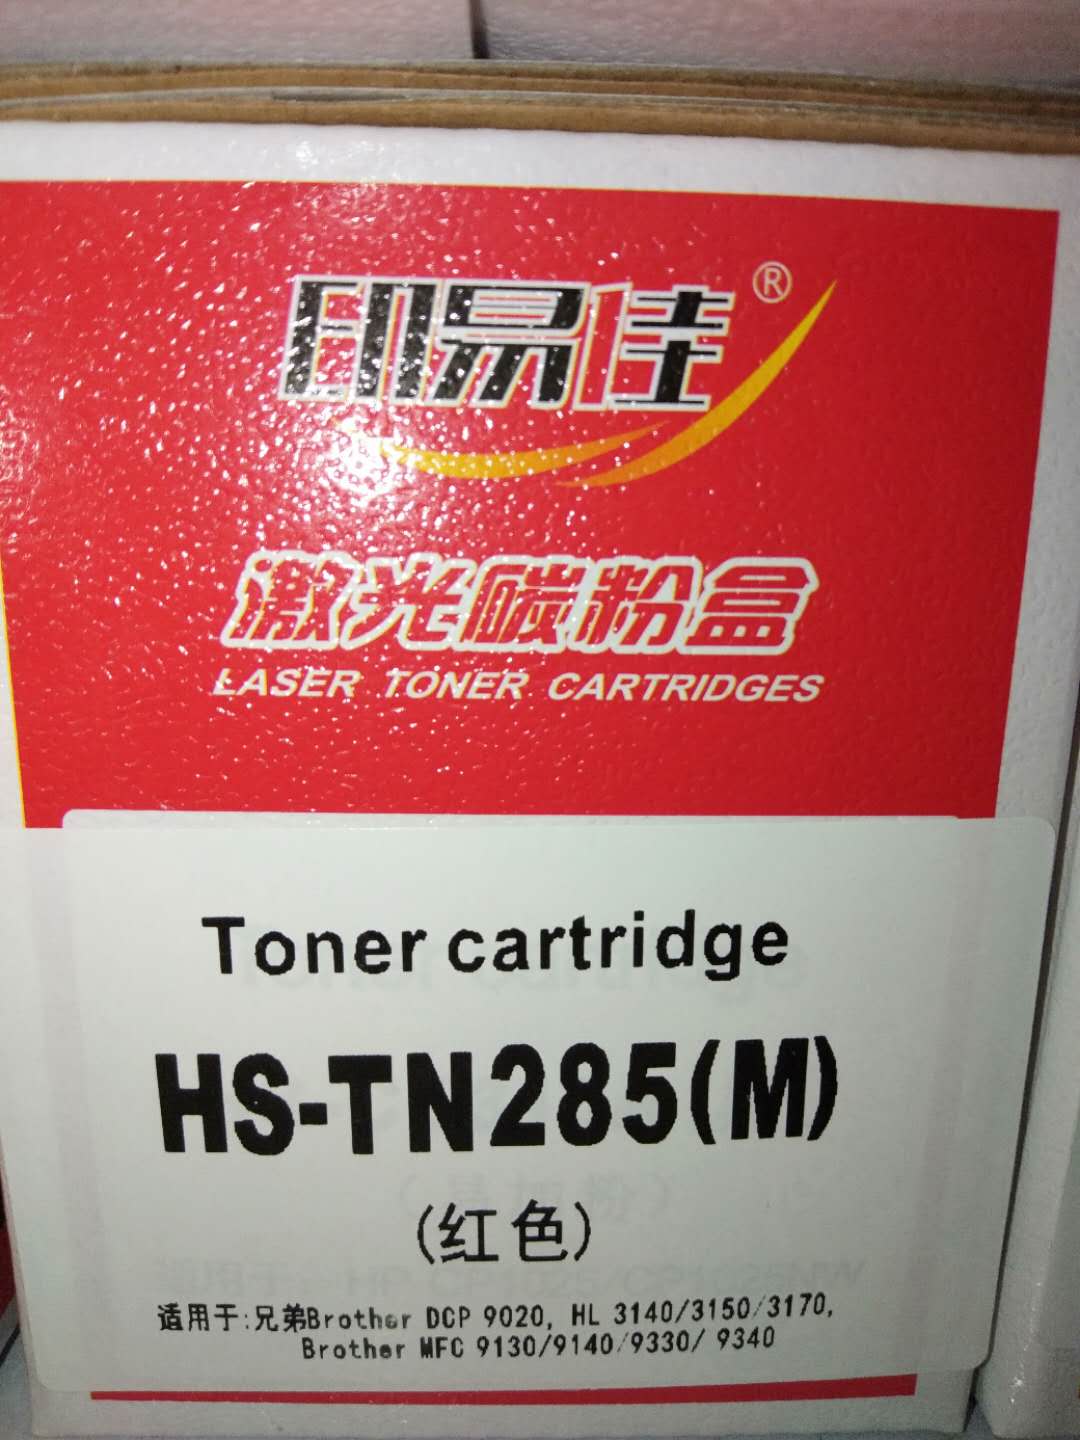 印易佳®
激光碳粉盒
LASER TONER CARTRIDGES
Toner cartridge
HS-TN285(M)
(红色)
适用于:兄弟Brother DCP 9020, HL 3140/3150/3170,
Brother MFC 9130/9140/9330/ 9340